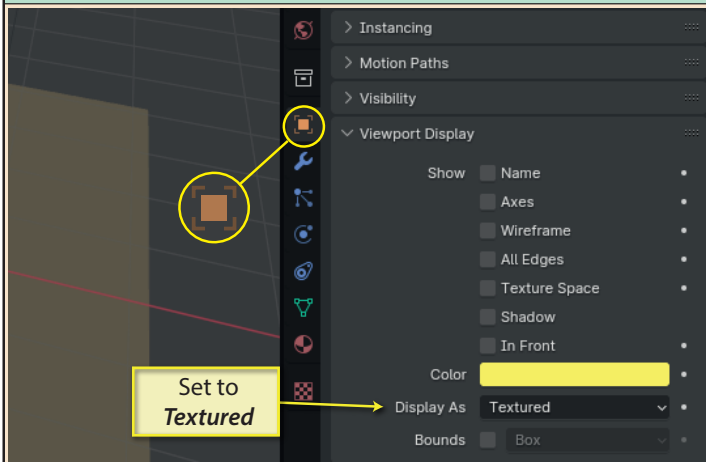 Instancing
Motion Paths
Visibility
Viewport Display
Show Name
Axes
Wireframe
All Edges
Texture Space
Shadow
In Front
Color
Set to
Textured
Display As Textured
Bounds Box